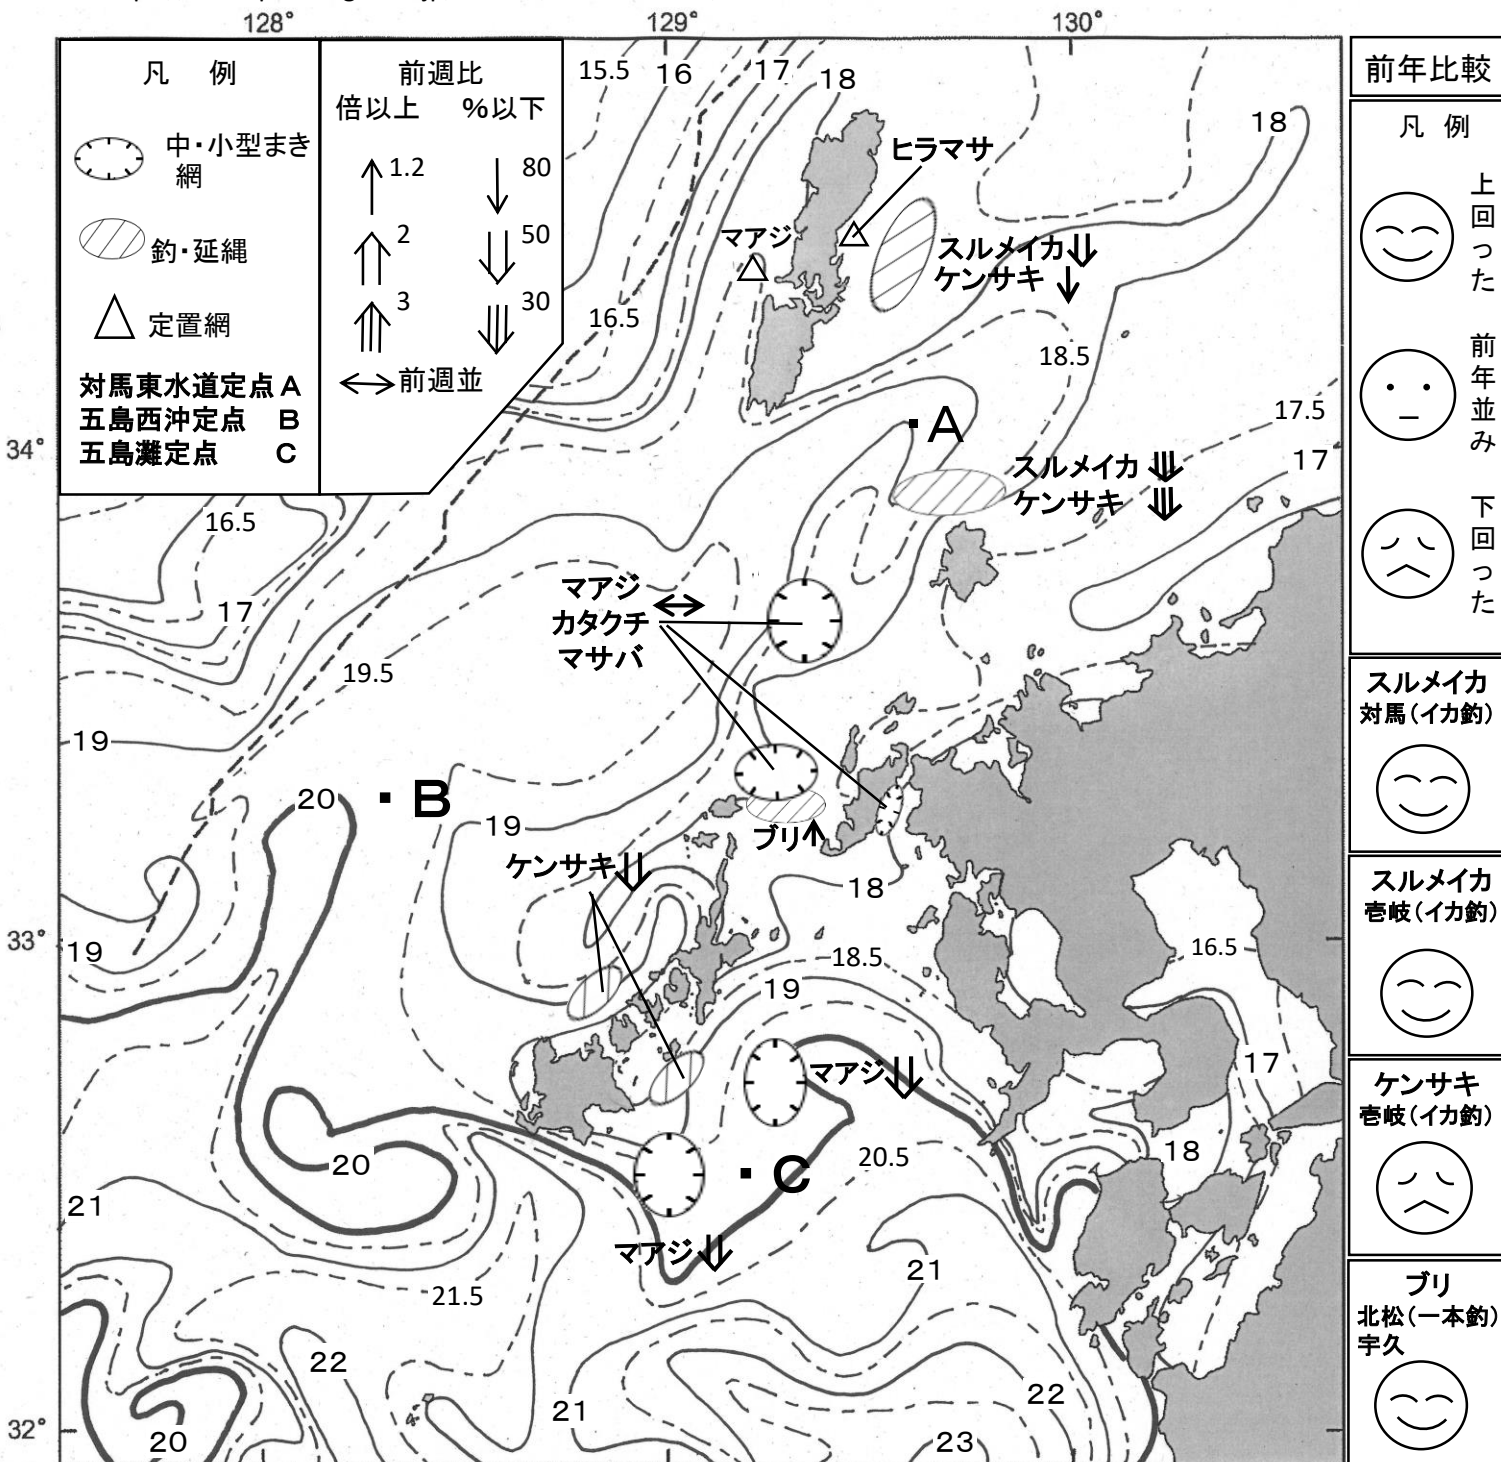 128°
129°
130°
凡　例
中・小型まき
網
釣・延縄
定置網
対馬東水道定点 A
五島西沖定点　B
五島灘定点　C
前週比
倍以上　%以下
1.2　80
2　50
3　30
前週並
15.5
16
17
18
18
ヒラマサ
マアジ
スルメイカ
ケンサキ
16.5
18.5
17.5
34°
A
17
スルメイカ
ケンサキ
16.5
マアジ
カタクチ
マサバ
17
19.5
19
20
B
19
ブリ
ケンサキ
18
33°
19
16.5
18.5
19
マアジ
17
20
C
20.5
18
21
マアジ
21
21.5
22
22
21
32°
20
23
前年比較
凡 例
上回った
前年並み
下回った
スルメイカ
対馬（イカ釣）
スルメイカ
壱岐（イカ釣）
ケンサキ
壱岐（イカ釣）
ブリ
北松（一本釣）
宇久